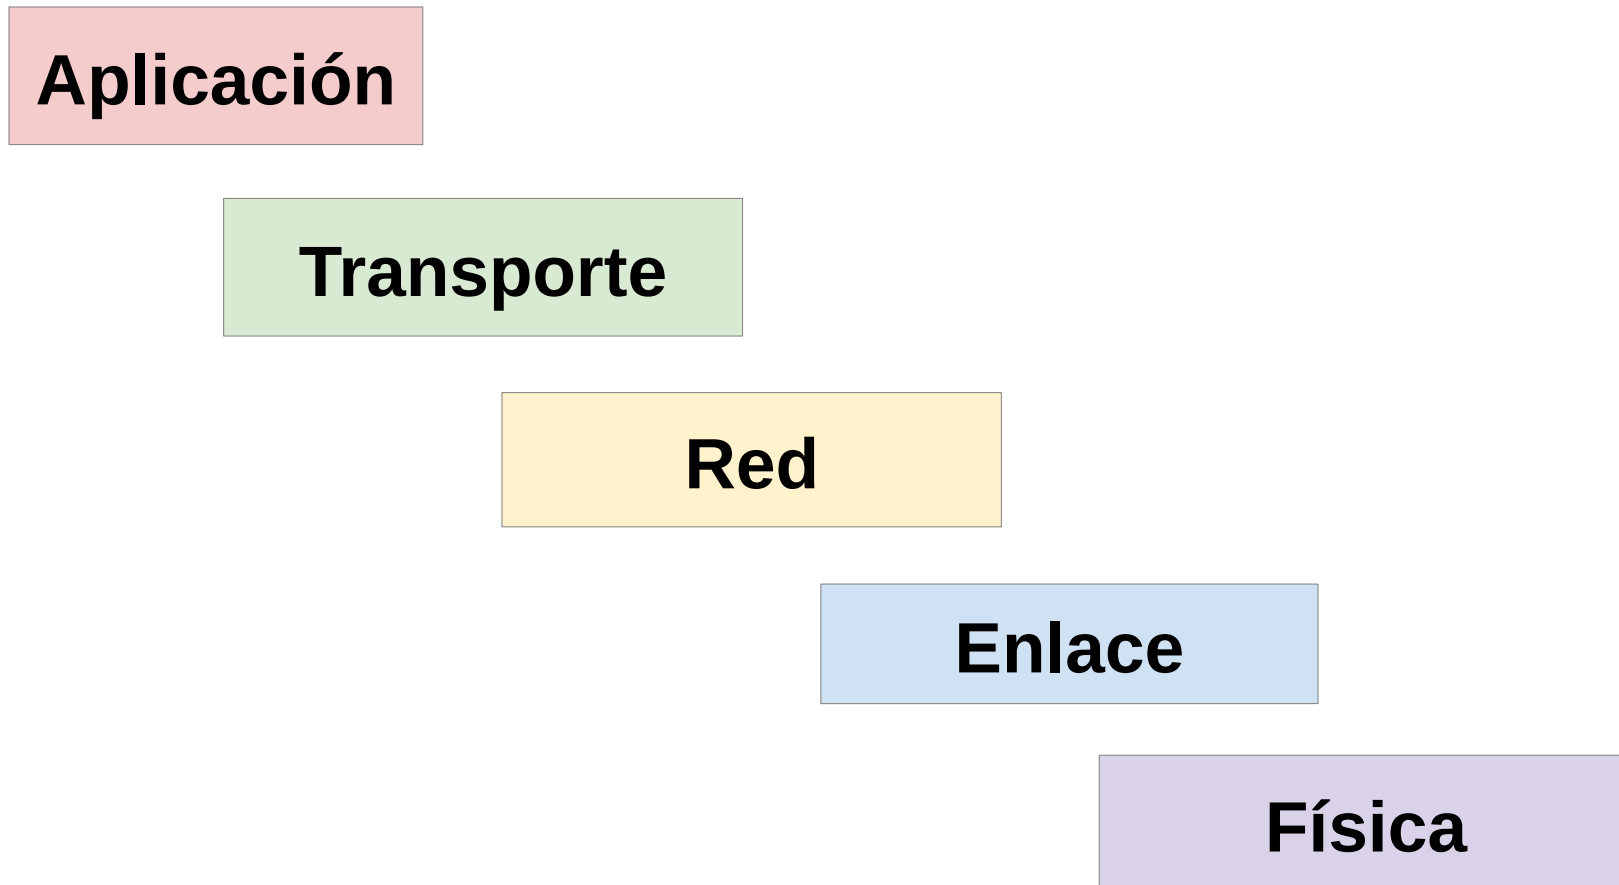 Aplicación
Transporte
Red
Enlace
Física